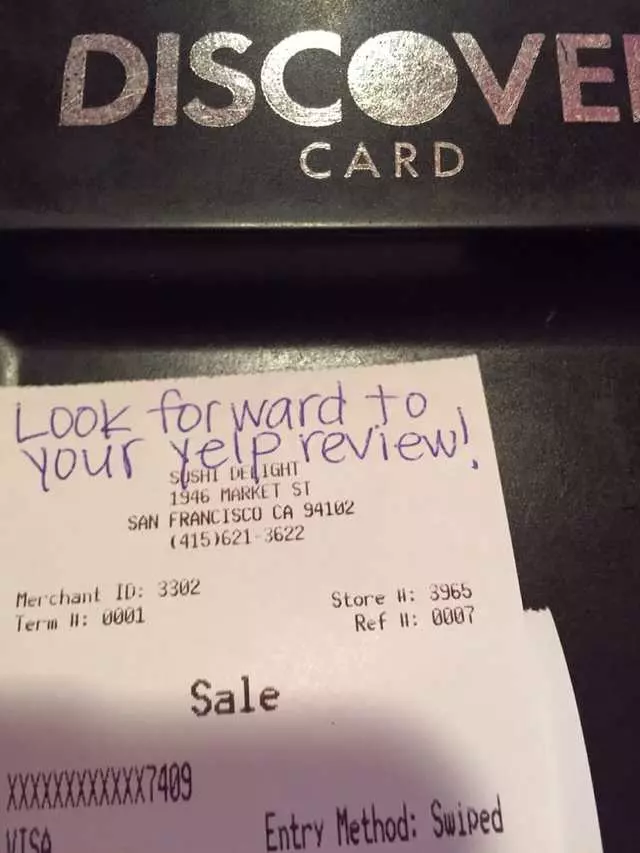 DISCOVE
CARD
Look forward to
your yelp review!
SUSHI DELIGHT
1946 MARKET ST
SAN FRANCISCO CA 94102
(415)621-3622
Merchant ID: 3302
Store #: 3965
Term #: 0001
Ref #: 0007
Sale
XXXXXXXXXXXX7409
VISA
Entry Method: Swiped